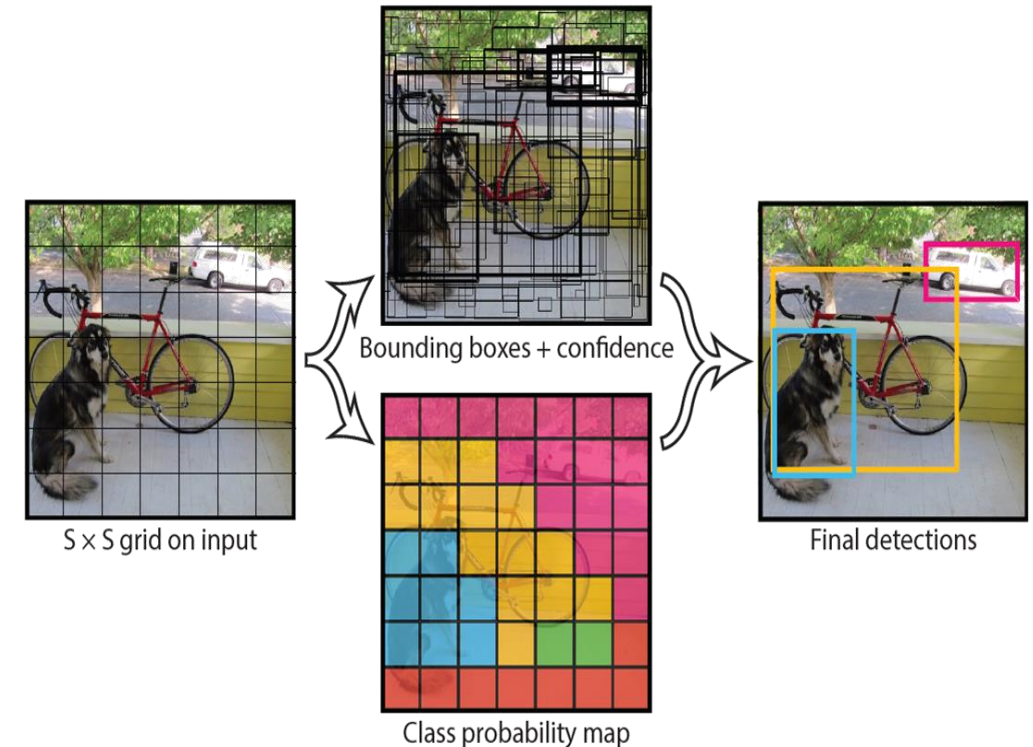 Bounding boxes + confidence
S × S grid on input
Final detections
Class probability map